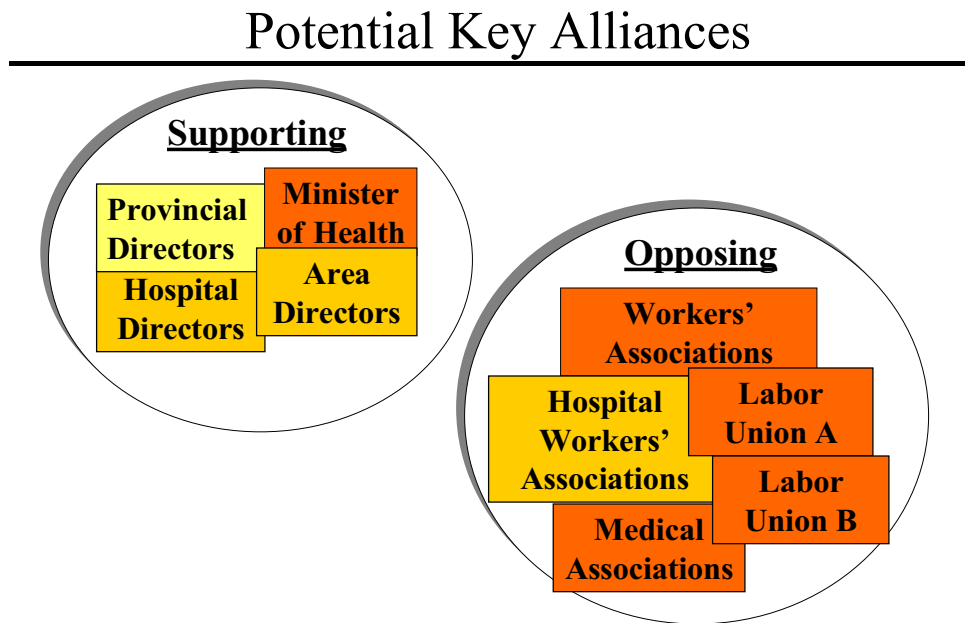 Potential Key Alliances
Supporting
Provincial
Directors
Minister
of Health
Hospital
Directors
Area
Directors
Opposing
Workers’
Associations
Hospital
Workers’
Associations
Labor
Union A
Labor
Union B
Medical
Associations